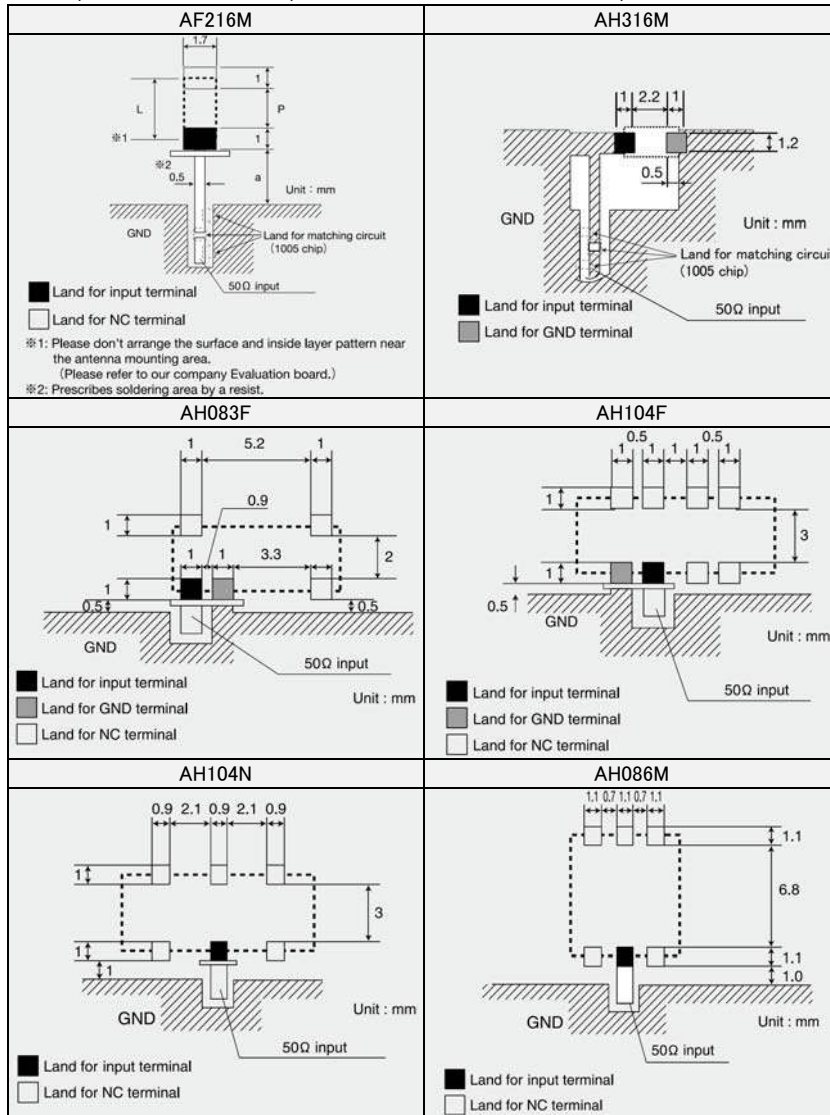 AF216M
1.7
1
L
P
※1
1
※2
0.5
a
Unit : mm
GND
Land for matching circuit
(1005 chip)
50Ω input
Land for input terminal
Land for NC terminal
※1: Please don't arrange the surface and inside layer pattern near
the antenna mounting area.
(Please refer to our company Evaluation board.)
※2: Prescribes soldering area by a resist.
AH316M
1 2.2 1
1.2
0.5
GND
Unit : mm
Land for matching circuit
(1005 chip)
50Ω input
Land for input terminal
Land for GND terminal
AH083F
1 5.2 1
0.9
1
1 1 3.3
2
1
0.5
0.5
GND
50Ω input
Unit : mm
Land for input terminal
Land for GND terminal
Land for NC terminal
AH104F
0.5 0.5
1 1 1 1 1
1
3
1
0.5
GND
Unit : mm
50Ω input
Land for input terminal
Land for GND terminal
Land for NC terminal
AH104N
0.9 2.1 0.9 2.1 0.9
1
3
1
1
GND
Unit : mm
50Ω input
Land for input terminal
Land for NC terminal
AH086M
1.1 0.7 1.1 0.7 1.1
1.1
6.8
1.1
1.0
GND
Unit : mm
50Ω input
Land for input terminal
Land for NC terminal